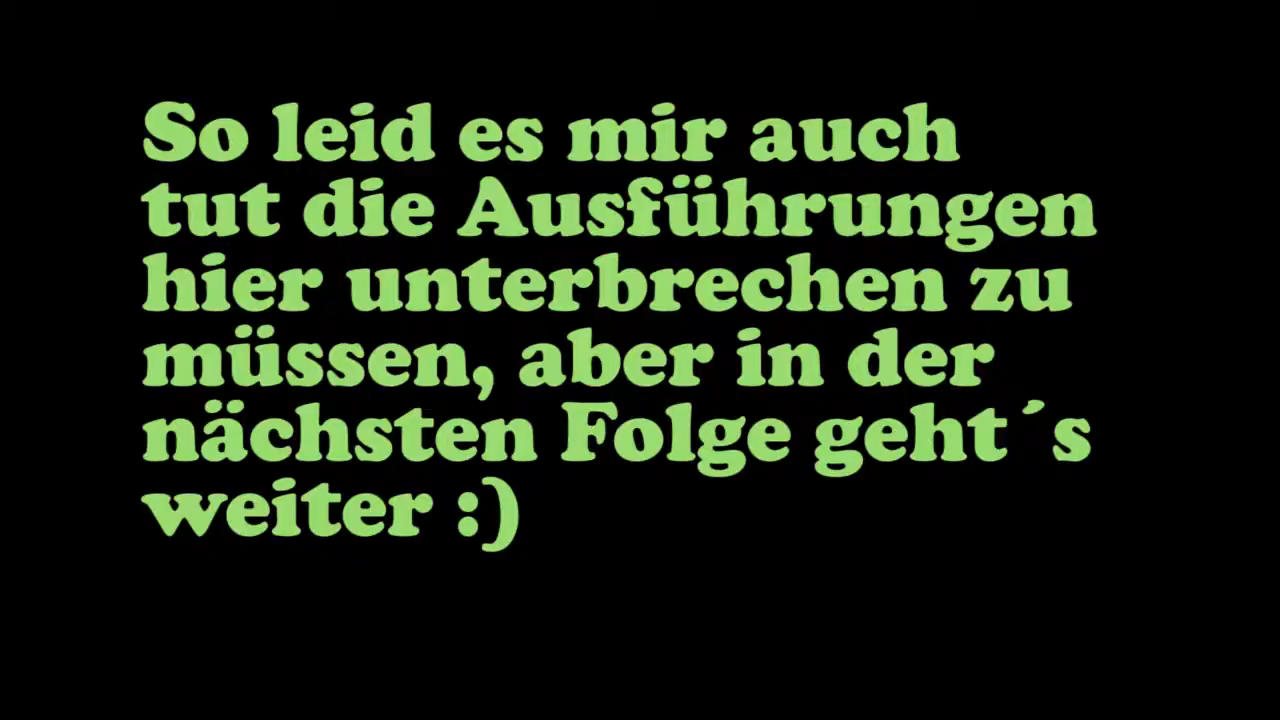 So leid es mir auch
tut die Ausführungen
hier unterbrechen zu
müssen, aber in der
nächsten Folge geht´s
weiter :)